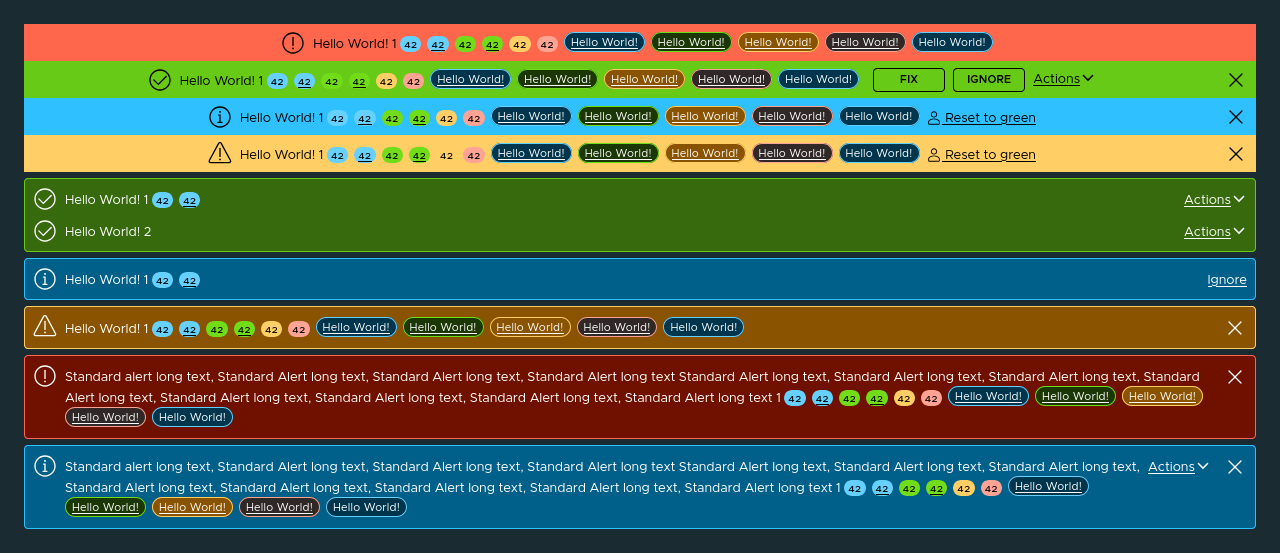 Hello World! 1 42 42 42 42 42 42 Hello World! Hello World! Hello World! Hello World! Hello World!
Hello World! 1 42 42 42 42 42 42 Hello World! Hello World! Hello World! Hello World! Hello World! FIX IGNORE Actions
Hello World! 1 42 42 42 42 42 42 Hello World! Hello World! Hello World! Hello World! Hello World! Reset to green
Hello World! 1 42 42 42 42 42 42 Hello World! Hello World! Hello World! Hello World! Hello World! Reset to green
Hello World! 1 42 42 Actions
Hello World! 2 Actions
Hello World! 1 42 42 Ignore
Hello World! 1 42 42 42 42 42 42 Hello World! Hello World! Hello World! Hello World! Hello World!
Standard alert long text, Standard Alert long text, Standard Alert long text, Standard Alert long text Standard Alert long text, Standard Alert long text, Standard Alert long text, Standard
Alert long text, Standard Alert long text, Standard Alert long text, Standard Alert long text, Standard Alert long text 1 42 42 42 42 42 42 Hello World! Hello World! Hello World!
Hello World! Hello World!
Standard alert long text, Standard Alert long text, Standard Alert long text, Standard Alert long text Standard Alert long text, Standard Alert long text, Standard Alert long text, Actions
Standard Alert long text, Standard Alert long text, Standard Alert long text, Standard Alert long text, Standard Alert long text 1 42 42 42 42 42 42 Hello World!
Hello World! Hello World! Hello World! Hello World!